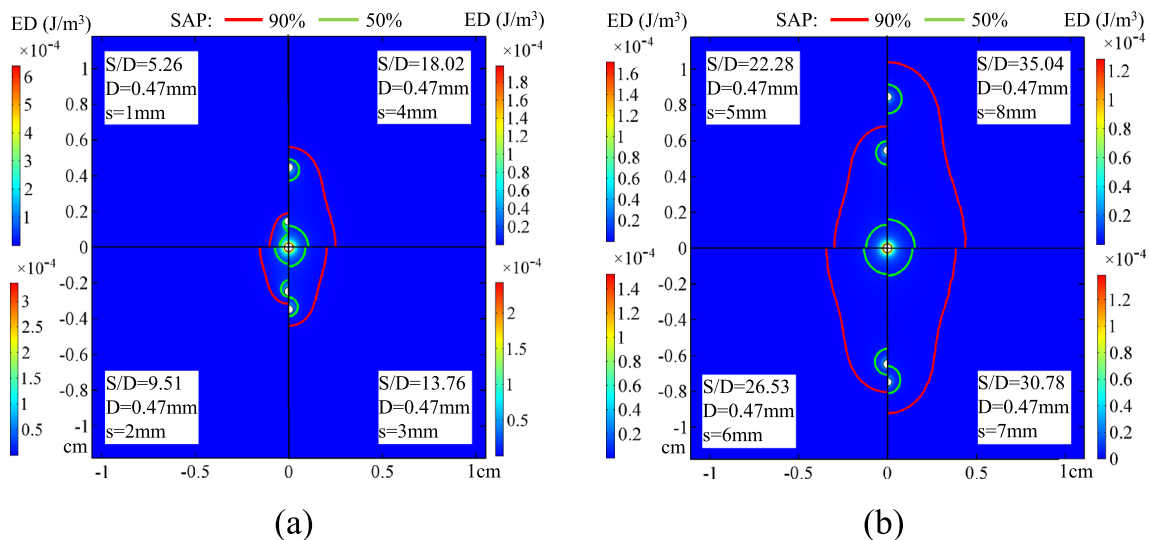 ED (J/m³) SAP: 90% 50% ED (J/m³)
×10⁻⁴ ×10⁻⁴
S/D=5.26
D=0.47mm
s=1mm
S/D=18.02
D=0.47mm
s=4mm
6
5
4
3
2
1
0
1
0.8
0.6
0.4
0.2
0
-0.2
-0.4
-0.6
-0.8
-1
cm
1.8
1.6
1.4
1.2
1
0.8
0.6
0.4
0.2
0
×10⁻⁴ ×10⁻⁴
3
2.5
2
1.5
1
0.5
0
S/D=9.51
D=0.47mm
s=2mm
S/D=13.76
D=0.47mm
s=3mm
2
1.5
1
0.5
0
-1 0 0.5 1cm
(a)
ED (J/m³) SAP: 90% 50% ED (J/m³)
×10⁻⁴ ×10⁻⁴
S/D=22.28
D=0.47mm
s=5mm
S/D=35.04
D=0.47mm
s=8mm
1.6
1.4
1.2
1
0.8
0.6
0.4
0.2
1
0.8
0.6
0.4
0.2
0
-0.2
-0.4
-0.6
-0.8
-1
cm
1.2
1
0.8
0.6
0.4
0.2
0
×10⁻⁴ ×10⁻⁴
1.4
1.2
1
0.8
0.6
0.4
0.2
S/D=26.53
D=0.47mm
s=6mm
S/D=30.78
D=0.47mm
s=7mm
1.2
1
0.8
0.6
0.4
0.2
0
-1 0 0.5 1cm
(b)